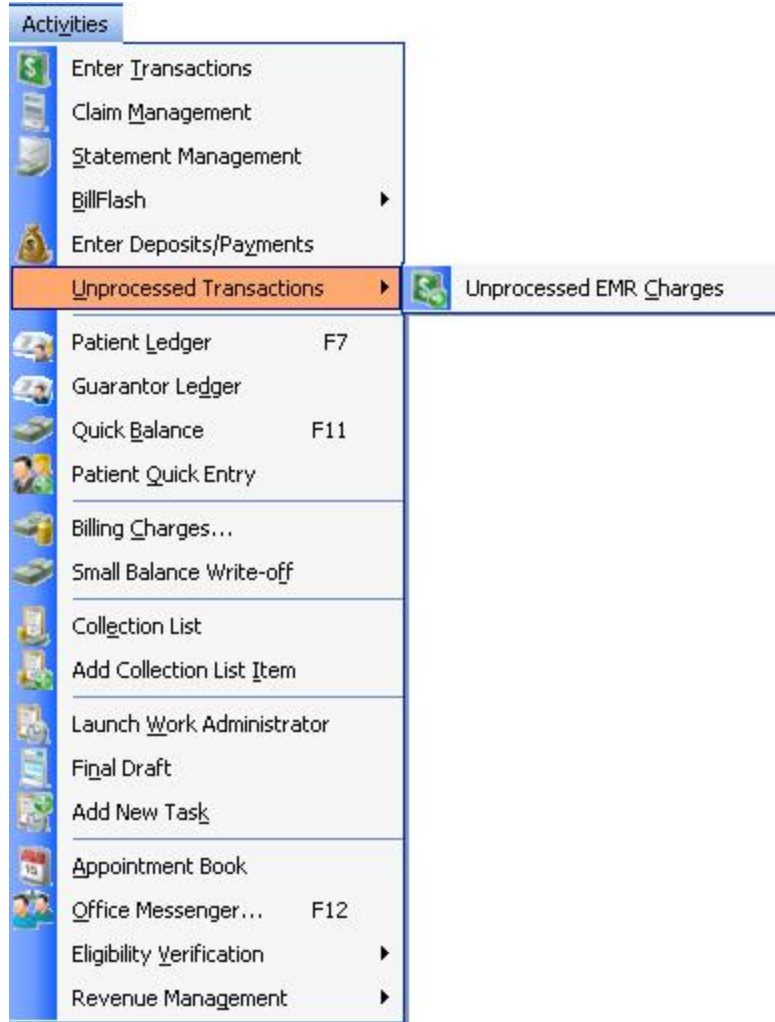 Activities
Enter Transactions
Claim Management
Statement Management
BillFlash
Enter Deposits/Payments
Unprocessed Transactions
Unprocessed EMR Charges
Patient Ledger F7
Guarantor Ledger
Quick Balance F11
Patient Quick Entry
Billing Charges...
Small Balance Write-off
Collection List
Add Collection List Item
Launch Work Administrator
Final Draft
Add New Task
Appointment Book
Office Messenger... F12
Eligibility Verification
Revenue Management